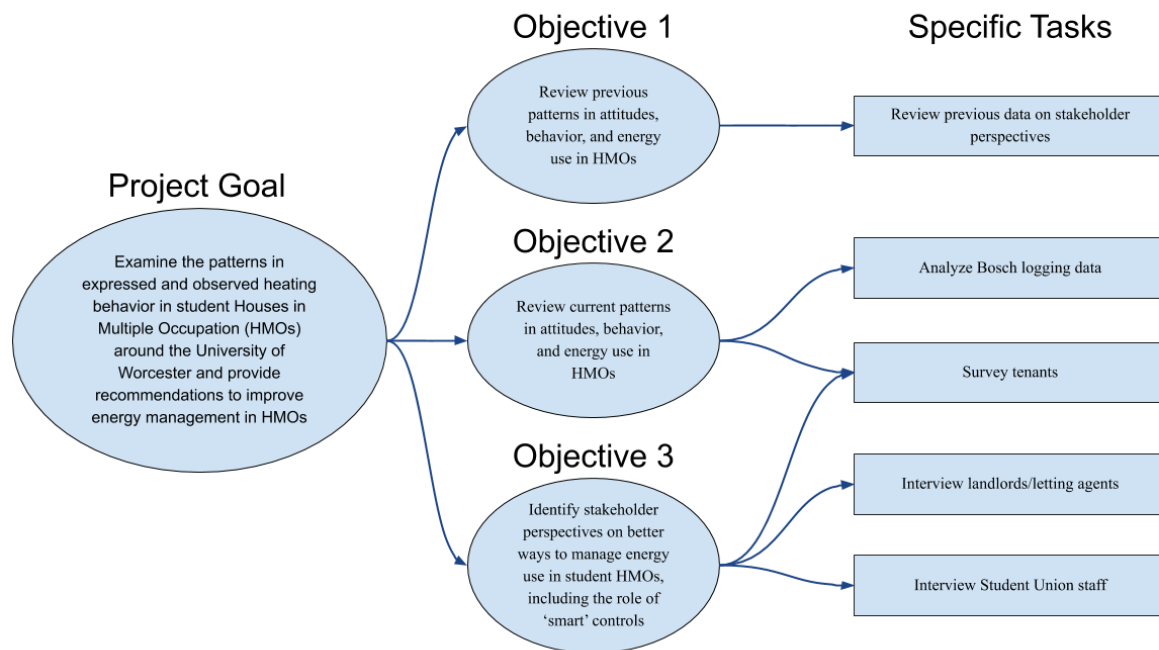 Project Goal
Examine the patterns in
expressed and observed heating
behavior in student Houses in
Multiple Occupation (HMOs)
around the University of
Worcester and provide
recommendations to improve
energy management in HMOs
Objective 1
Review previous
patterns in attitudes,
behavior, and energy
use in HMOs
Objective 2
Review current patterns
in attitudes, behavior,
and energy use in
HMOs
Objective 3
Identify stakeholder
perspectives on better
ways to manage energy
use in student HMOs,
including the role of
‘smart’ controls
Specific Tasks
Review previous data on stakeholder
perspectives
Analyze Bosch logging data
Survey tenants
Interview landlords/letting agents
Interview Student Union staff